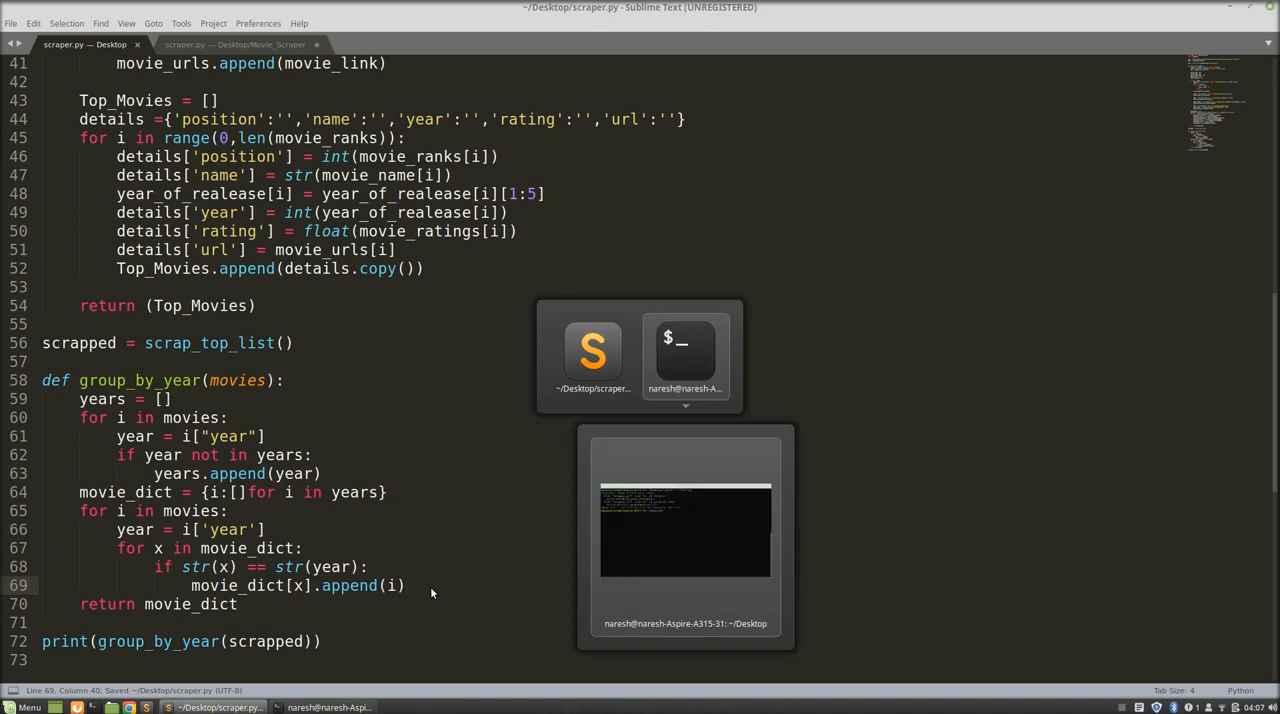 ~/Desktop/scraper.py - Sublime Text (UNREGISTERED)
File Edit Selection Find View Goto Tools Project Preferences Help
scraper.py — Desktop
scraper.py — Desktop/Movie_Scraper
41 movie_urls.append(movie_link)
42
43 Top_Movies = []
44 details ={'position':'','name':'','year':'','rating':'','url':''}
45 for i in range(0,len(movie_ranks)):
46 details['position'] = int(movie_ranks[i])
47 details['name'] = str(movie_name[i])
48 year_of_realease[i] = year_of_realease[i][1:5]
49 details['year'] = int(year_of_realease[i])
50 details['rating'] = float(movie_ratings[i])
51 details['url'] = movie_urls[i]
52 Top_Movies.append(details.copy())
53
54 return (Top_Movies)
55
56 scrapped = scrap_top_list()
57
58 def group_by_year(movies):
59 years = []
60 for i in movies:
61 year = i["year"]
62 if year not in years:
63 years.append(year)
64 movie_dict = {i:[]for i in years}
65 for i in movies:
66 year = i['year']
67 for x in movie_dict:
68 if str(x) == str(year):
69 movie_dict[x].append(i)
70 return movie_dict
71
72 print(group_by_year(scrapped))
73
S
~/Desktop/scraper...
$_
naresh@naresh-A...
naresh@naresh-Aspire-A315-31: ~/Desktop
Line 69, Column 40; Saved ~/Desktop/scraper.py (UTF-8)
Tab Size: 4
Python
Menu
~/Desktop/scraper.py...
naresh@naresh-Aspi...
1
04:07